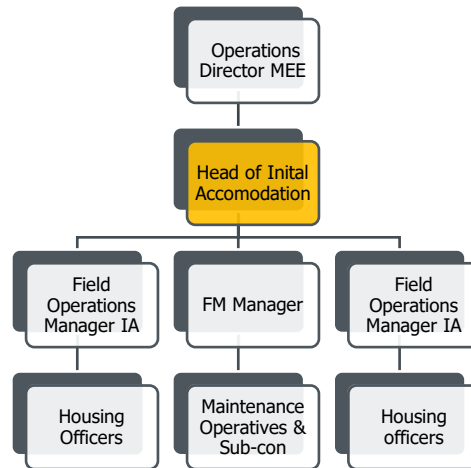 Operations
Director MEE
Head of Inital
Accomodation
Field
Operations
Manager IA
FM Manager
Field
Operations
Manager IA
Housing
Officers
Maintenance
Operatives &
Sub-con
Housing
officers